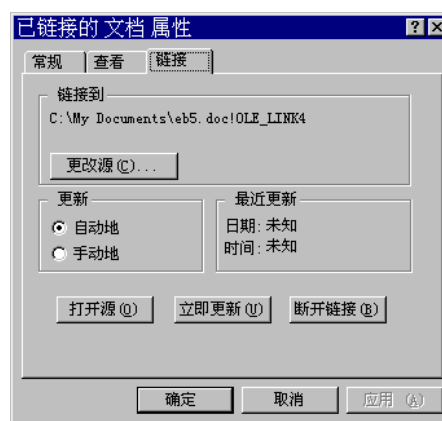 已链接的 文档 属性
常规 查看 链接
链接到
C:\My Documents\eb5.doc!OLE_LINK4
更改源(C)...
更新 最近更新
自动地 日期: 未知
手动地 时间: 未知
打开源(O) 立即更新(U) 断开链接(B)
确定 取消 应用 (A)